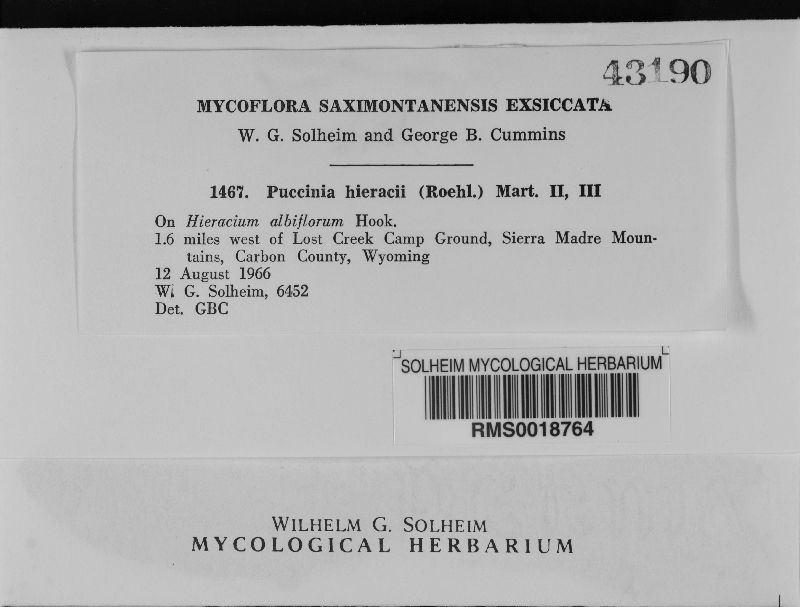 43190
MYCOFLORA SAXIMONTANENSIS EXSICCATA
W. G. Solheim and George B. Cummins
1467. Puccinia hieracii (Roehl.) Mart. II, III
On Hieracium albiflorum Hook.
1.6 miles west of Lost Creek Camp Ground, Sierra Madre Moun-
tains, Carbon County, Wyoming
12 August 1966
W. G. Solheim, 6452
Det. GBC
SOLHEIM MYCOLOGICAL HERBARIUM
RMS0018764
WILHELM G. SOLHEIM
MYCOLOGICAL HERBARIUM